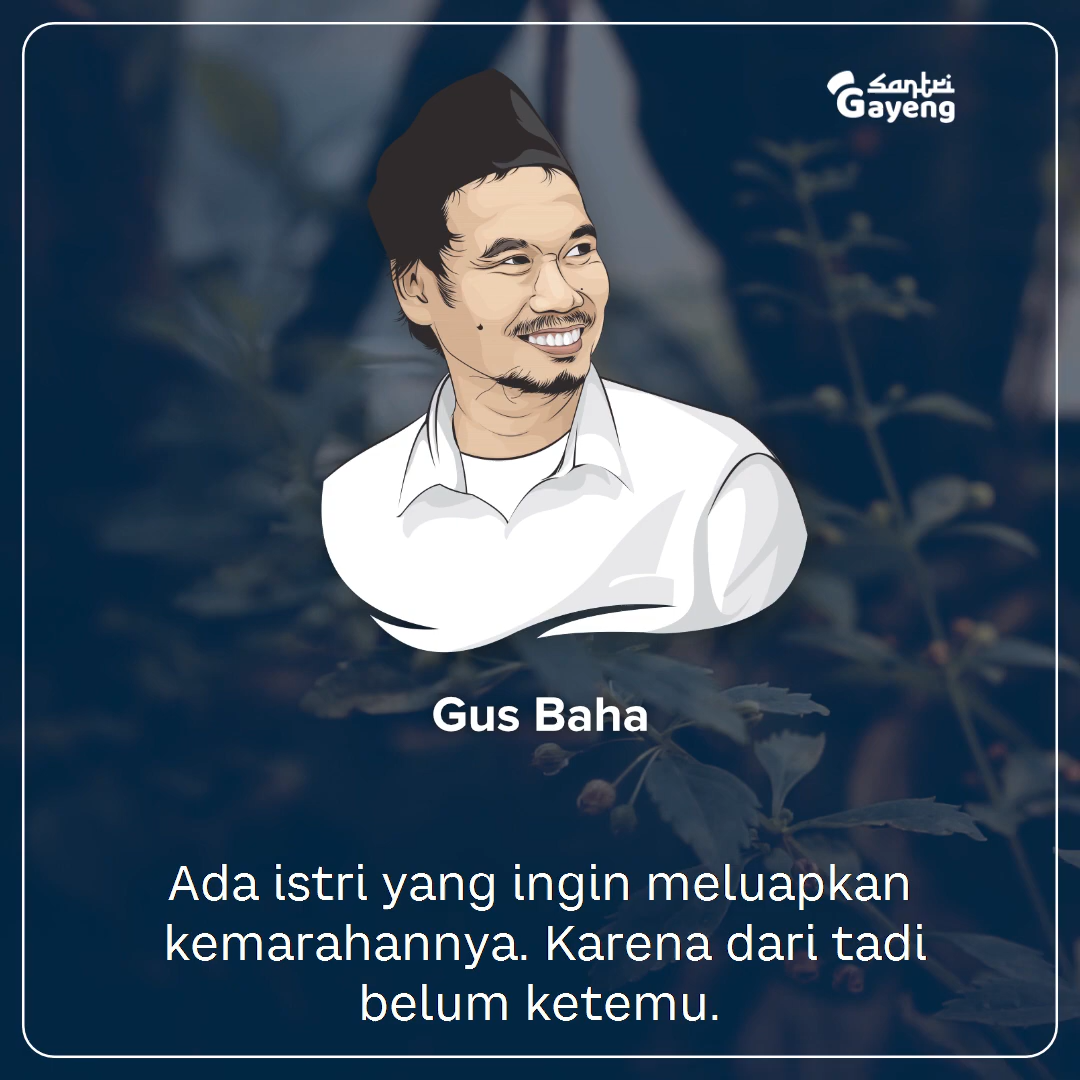 Santri
Gayeng
Gus Baha
Ada istri yang ingin meluapkan
kemarahannya. Karena dari tadi
belum ketemu.